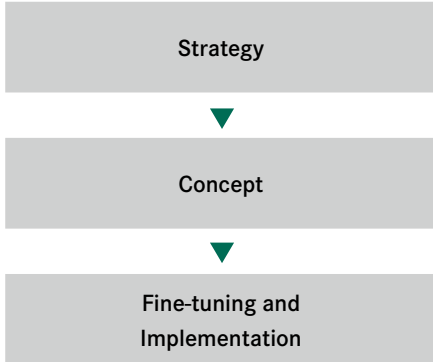 Strategy
Concept
Fine-tuning and
Implementation